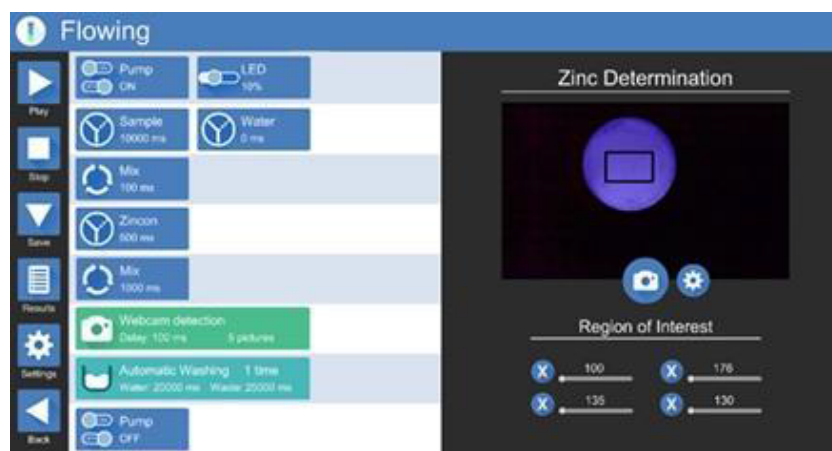 Flowing
Play
Stop
Save
Results
Settings
Back
Pump
ON
LED
10%
Sample
10000 ms
Water
0 ms
Mix
100 ms
Zincon
500 ms
Mix
1000 ms
Webcam detection
Delay: 100 ms 5 pictures
Automatic Washing 1 time
Water: 20000 ms Waste: 25000 ms
Pump
OFF
Zinc Determination
Region of Interest
X 100 X 176
X 135 X 130